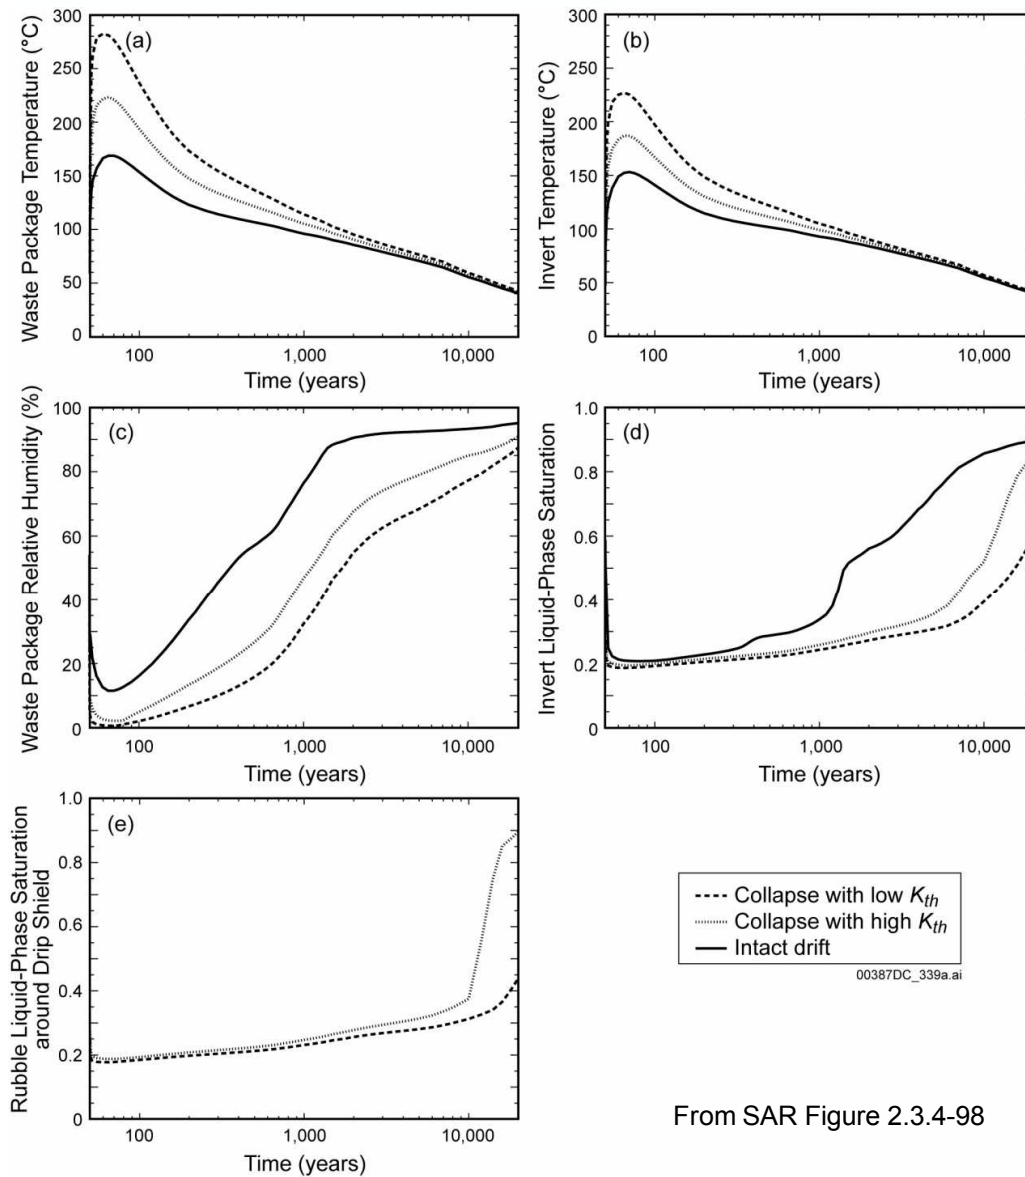 300
250
200
150
100
50
0
Waste Package Temperature (°C)
(a)
100
1,000
10,000
Time (years)
300
250
200
150
100
50
0
Invert Temperature (°C)
(b)
100
1,000
10,000
Time (years)
100
80
60
40
20
0
Waste Package Relative Humidity (%)
(c)
100
1,000
10,000
Time (years)
1.0
0.8
0.6
0.4
0.2
0
Invert Liquid-Phase Saturation
(d)
100
1,000
10,000
Time (years)
1.0
0.8
0.6
0.4
0.2
0
Rubble Liquid-Phase Saturation
around Drip Shield
(e)
100
1,000
10,000
Time (years)
Collapse with low Kth
Collapse with high Kth
Intact drift
00387DC_339a.ai
From SAR Figure 2.3.4-98